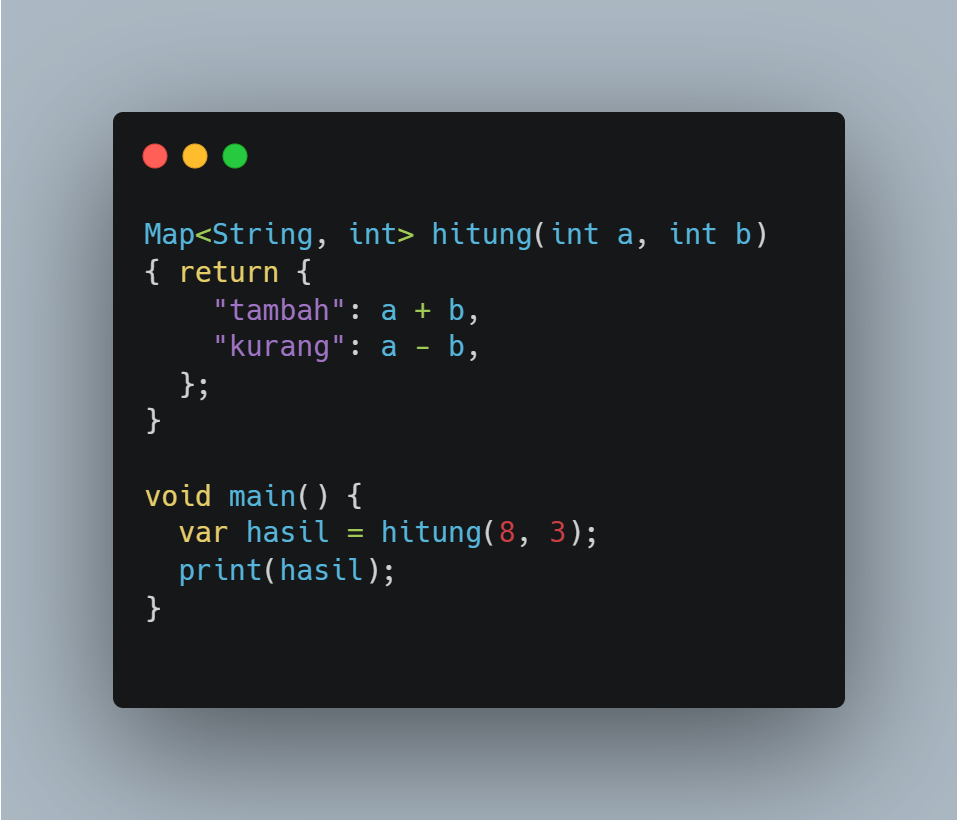 Map<String, int> hitung(int a, int b)
{ return {
    "tambah": a + b,
    "kurang": a - b,
  };
}

void main() {
  var hasil = hitung(8, 3);
  print(hasil);
}